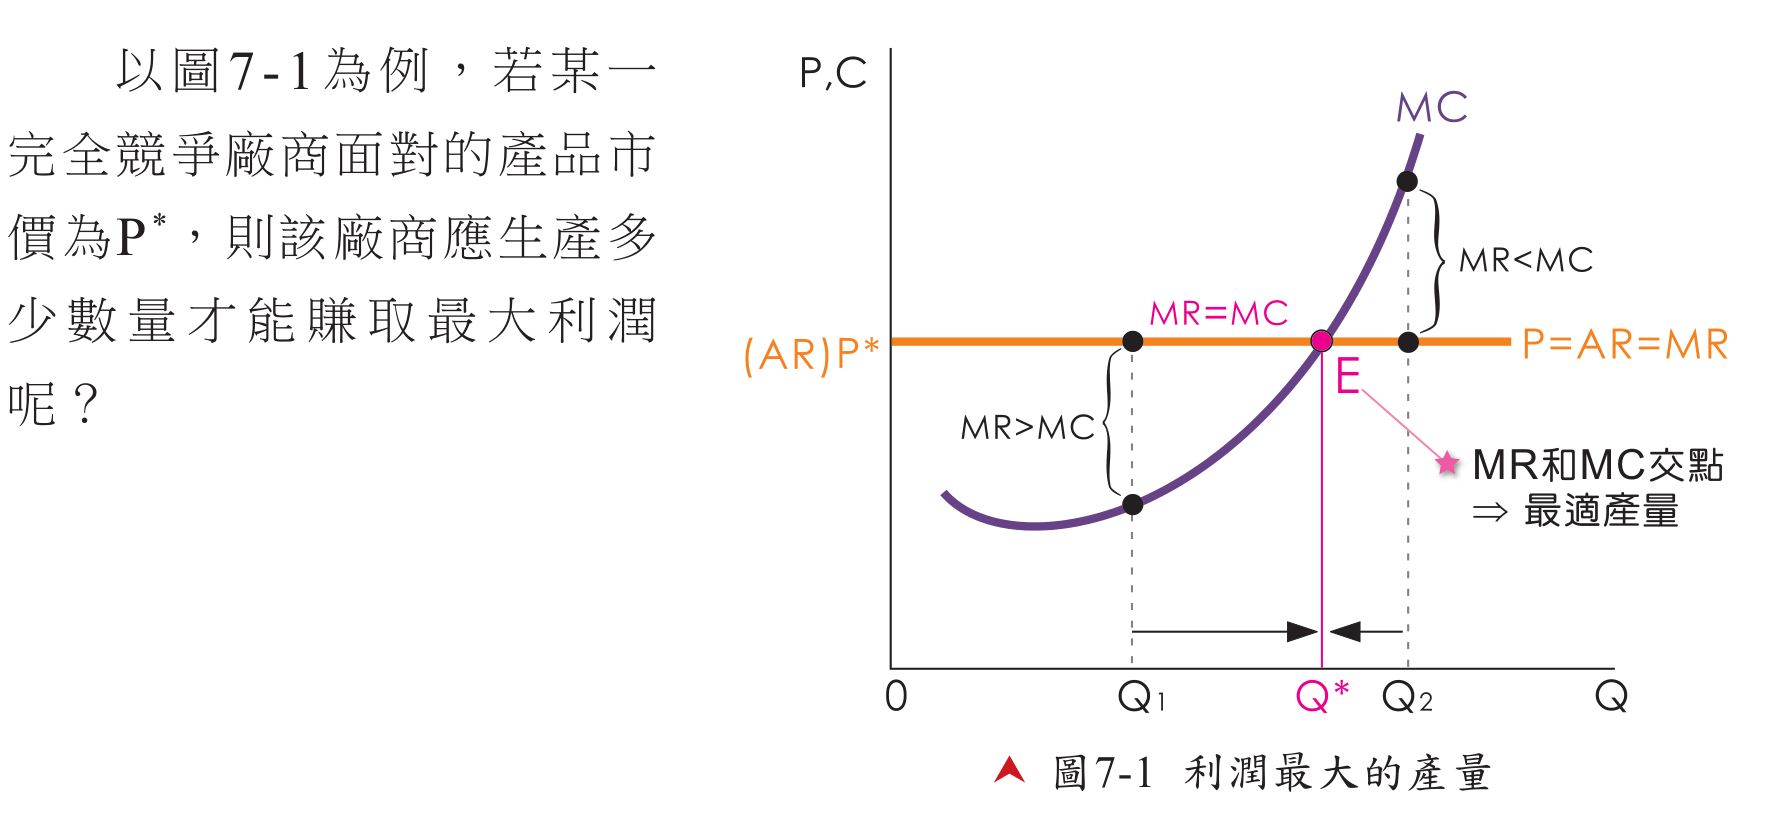 以圖7-1為例，若某一
完全競爭廠商面對的產品市
價為P*，則該廠商應生產多
少數量才能賺取最大利潤
呢？
P,C
MC
MR<MC
MR=MC
(AR)P*
P=AR=MR
E
MR>MC
MR和MC交點
⇒ 最適產量
0
Q1
Q*
Q2
Q
圖7-1 利潤最大的產量